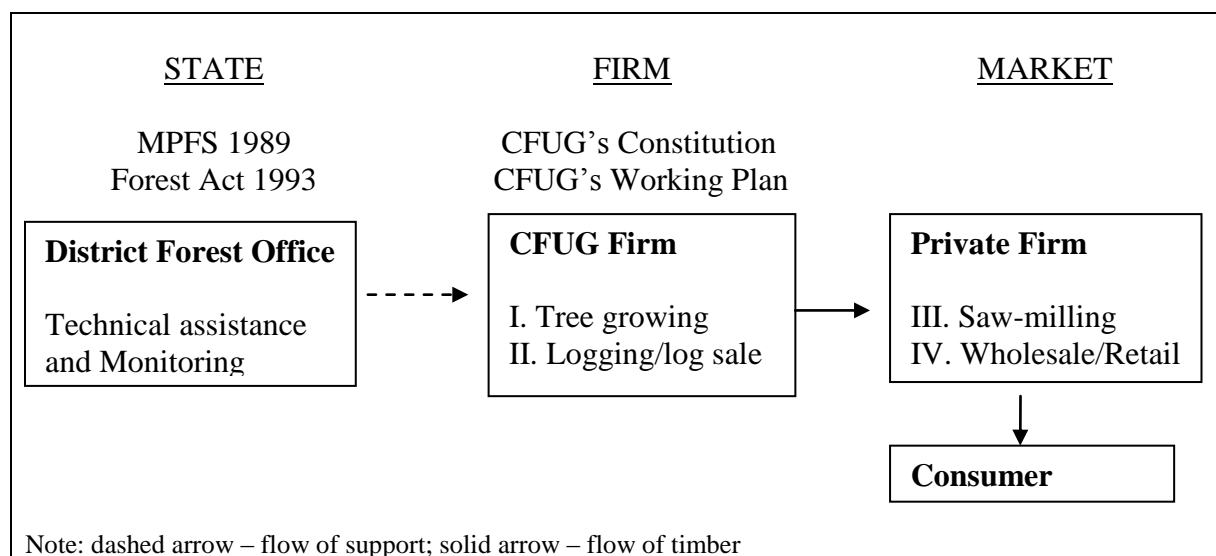 STATE
FIRM
MARKET
MPFS 1989
Forest Act 1993
CFUG's Constitution
CFUG's Working Plan
District Forest Office
Technical assistance
and Monitoring
CFUG Firm
I. Tree growing
II. Logging/log sale
Private Firm
III. Saw-milling
IV. Wholesale/Retail
Consumer
Note: dashed arrow – flow of support; solid arrow – flow of timber